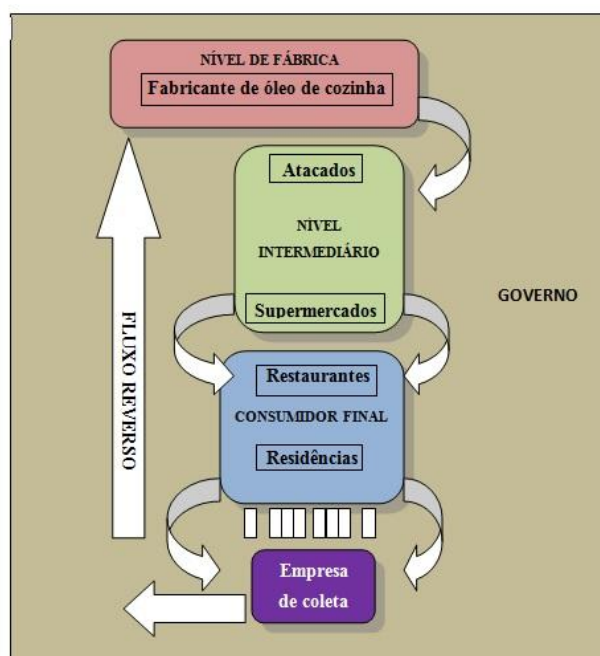 NÍVEL DE FÁBRICA
Fabricante de óleo de cozinha
Atacados
NÍVEL
INTERMEDIÁRIO
GOVERNO
Supermercados
FLUXO REVERSO
Restaurantes
CONSUMIDOR FINAL
Residências
Empresa
de coleta